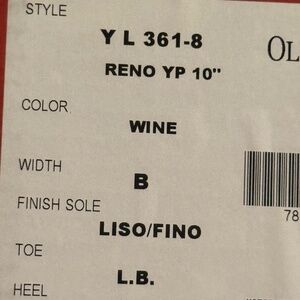 STYLE
Y L 361-8
OL
RENO YP 10"
COLOR
WINE
WIDTH
B
FINISH SOLE
78
LISO/FINO
TOE
L.B.
HEEL